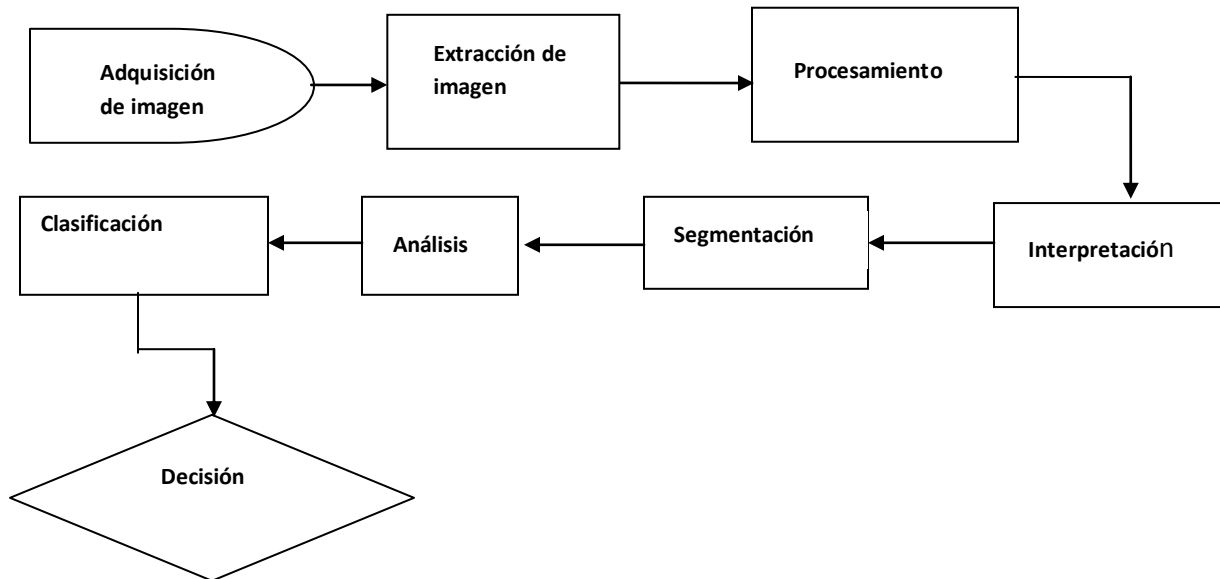 Adquisición
de imagen
Extracción de
imagen
Procesamiento
Interpretación
Segmentación
Análisis
Clasificación
Decisión